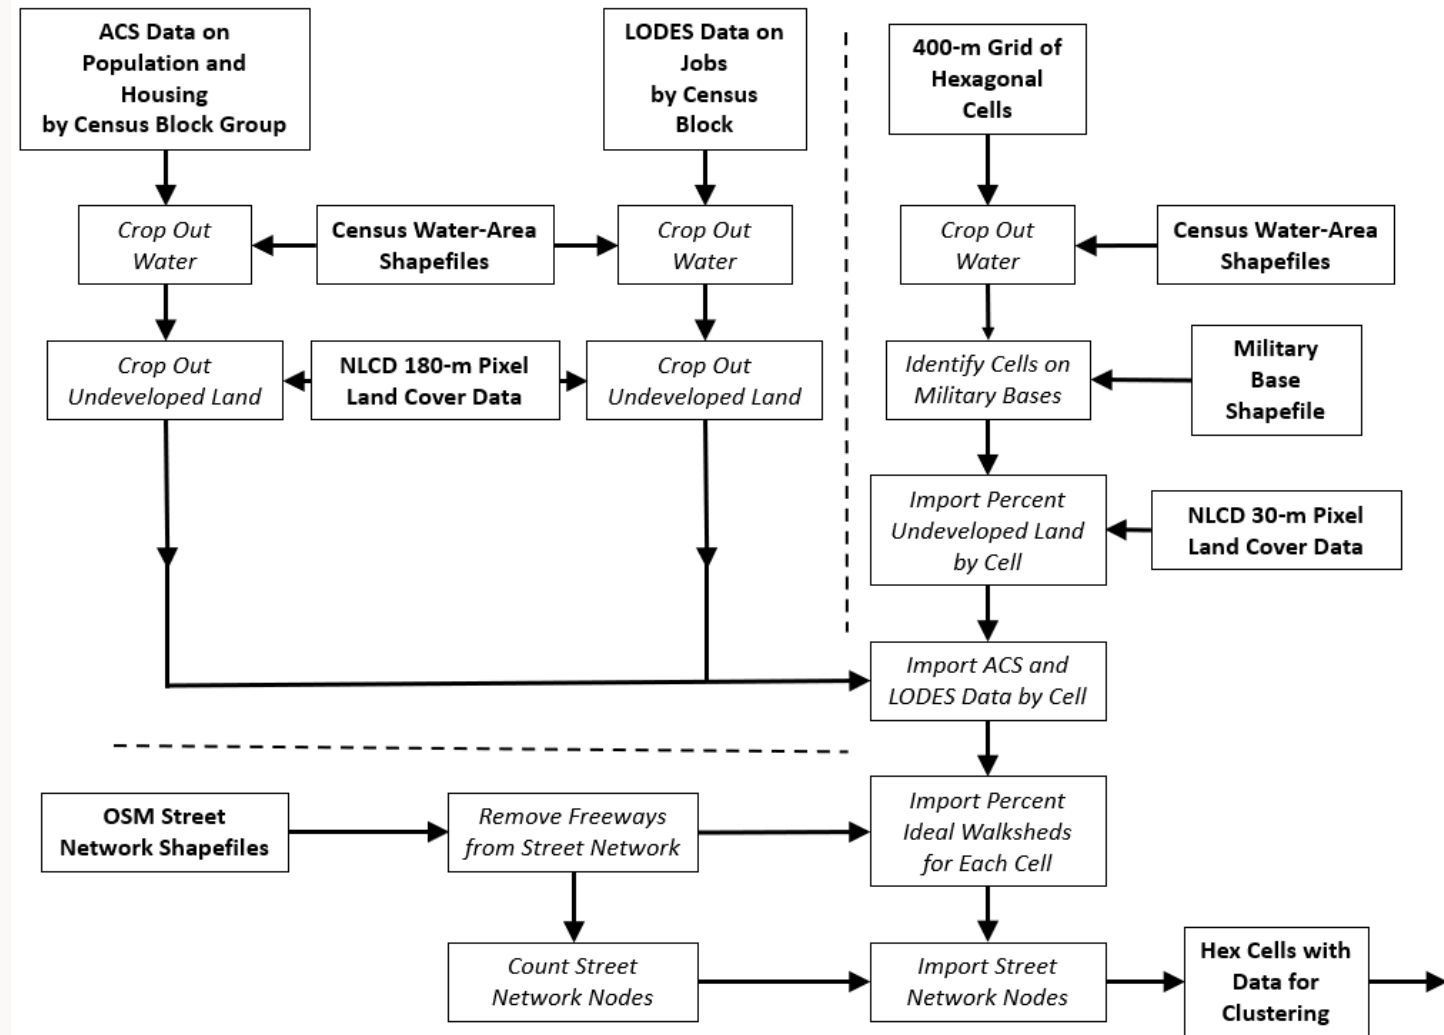 ACS Data on
Population and
Housing
by Census Block Group
LODES Data on
Jobs
by Census
Block
400-m Grid of
Hexagonal
Cells
Crop Out
Water
Census Water-Area
Shapefiles
Crop Out
Water
Crop Out
Water
Census Water-Area
Shapefiles
Crop Out
Undeveloped Land
NLCD 180-m Pixel
Land Cover Data
Crop Out
Undeveloped Land
Identify Cells on
Military Bases
Military
Base
Shapefile
Import Percent
Undeveloped Land
by Cell
NLCD 30-m Pixel
Land Cover Data
Import ACS and
LODES Data by Cell
OSM Street
Network Shapefiles
Remove Freeways
from Street Network
Import Percent
Ideal Walksheds
for Each Cell
Count Street
Network Nodes
Import Street
Network Nodes
Hex Cells with
Data for
Clustering